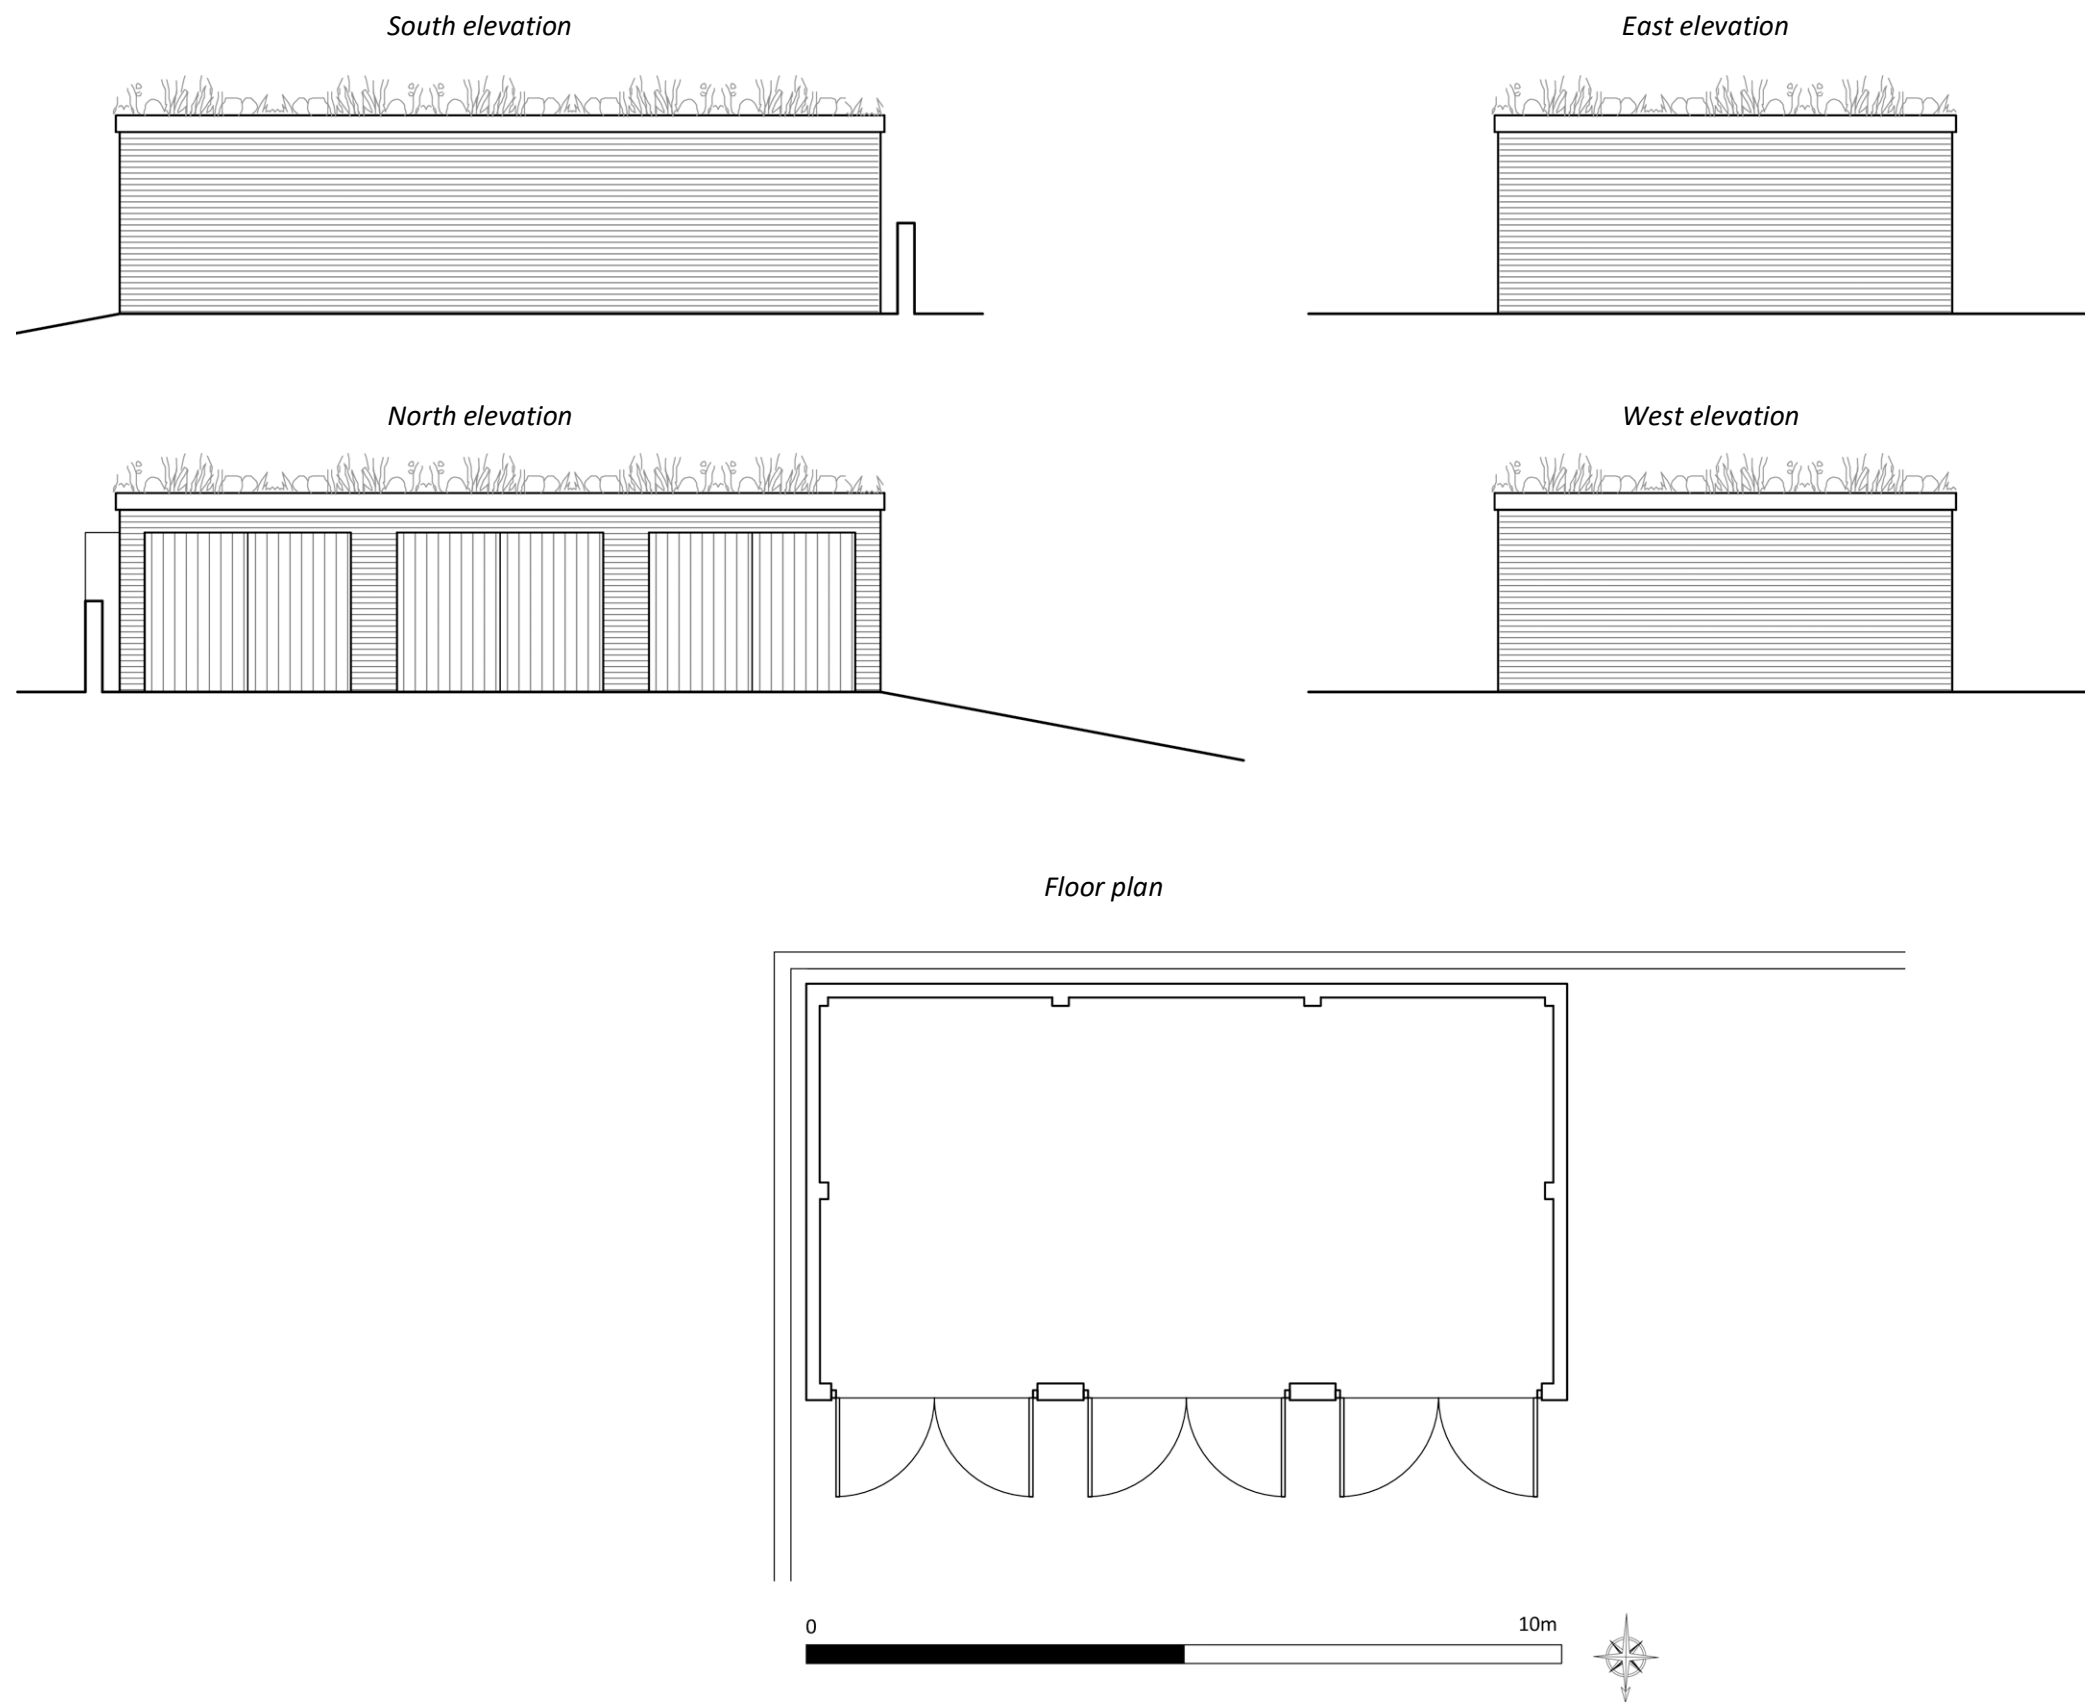 South elevation
East elevation
North elevation
West elevation
Floor plan
0
10m